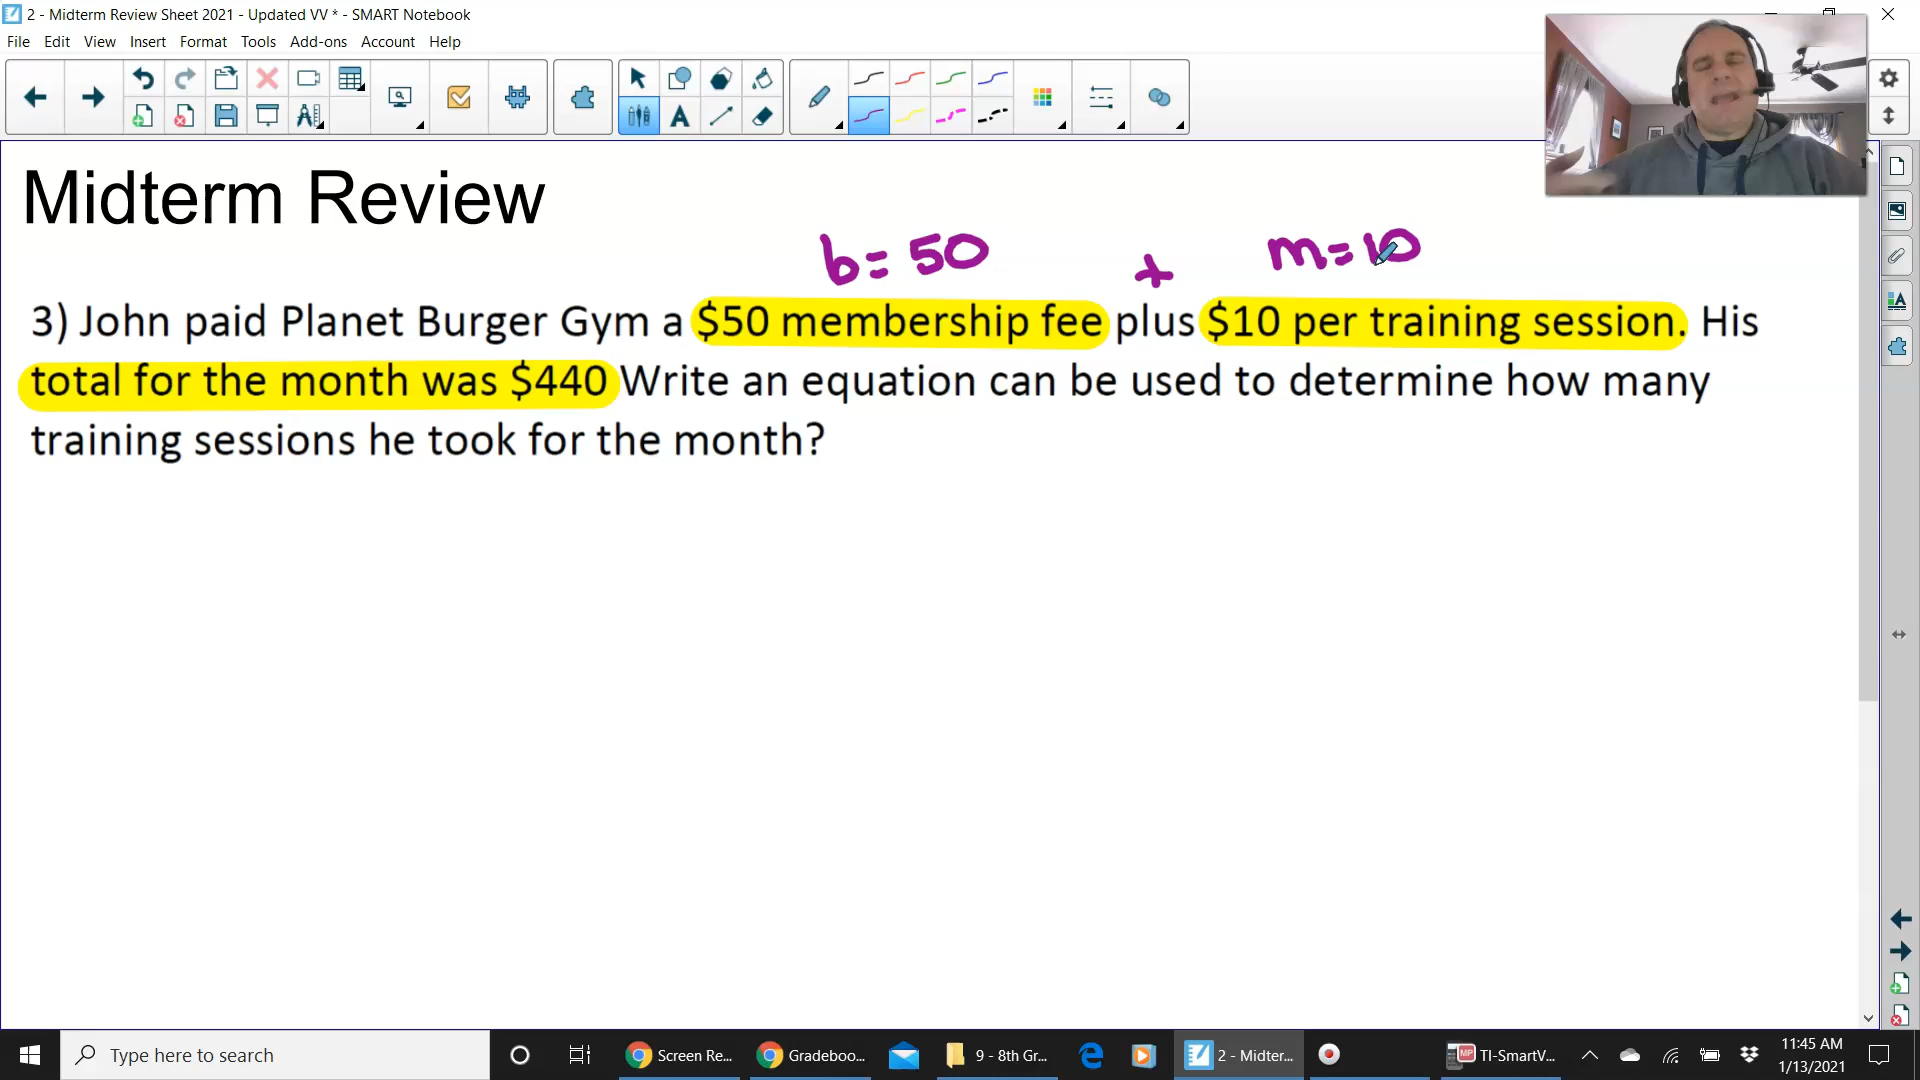 2 - Midterm Review Sheet 2021 - Updated VV * - SMART Notebook
File Edit View Insert Format Tools Add-ons Account Help
Midterm Review
b = 50 + m = 10
3) John paid Planet Burger Gym a $50 membership fee plus $10 per training session. His
total for the month was $440 Write an equation can be used to determine how many
training sessions he took for the month?
Type here to search
Screen Re...
Gradeboo...
9 - 8th Gr...
2 - Midter...
TI-SmartV...
11:45 AM
1/13/2021